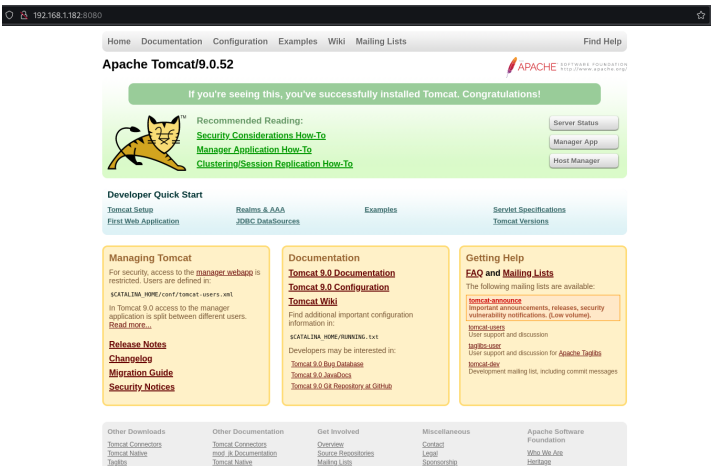 192.168.1.182:8080
Home Documentation Configuration Examples Wiki Mailing Lists Find Help
Apache Tomcat/9.0.52
APACHE SOFTWARE FOUNDATION
http://www.apache.org/
If you're seeing this, you've successfully installed Tomcat. Congratulations!
TM
Recommended Reading:
Security Considerations How-To
Manager Application How-To
Clustering/Session Replication How-To
Server Status
Manager App
Host Manager
Developer Quick Start
Tomcat Setup
First Web Application
Realms & AAA
JDBC DataSources
Examples
Servlet Specifications
Tomcat Versions
Managing Tomcat
For security, access to the manager webapp is
restricted. Users are defined in:
$CATALINA_HOME/conf/tomcat-users.xml
In Tomcat 9.0 access to the manager
application is split between different users.
Read more...
Release Notes
Changelog
Migration Guide
Security Notices
Documentation
Tomcat 9.0 Documentation
Tomcat 9.0 Configuration
Tomcat Wiki
Find additional important configuration
information in:
$CATALINA_HOME/RUNNING.txt
Developers may be interested in:
Tomcat 9.0 Bug Database
Tomcat 9.0 JavaDocs
Tomcat 9.0 Git Repository at GitHub
Getting Help
FAQ and Mailing Lists
The following mailing lists are available:
tomcat-announce
Important announcements, releases, security
vulnerability notifications. (Low volume).
tomcat-users
User support and discussion
taglibs-user
User support and discussion for Apache Taglibs
tomcat-dev
Development mailing list, including commit messages
Other Downloads
Tomcat Connectors
Tomcat Native
Taglibs
Other Documentation
Tomcat Connectors
mod_jk Documentation
Tomcat Native
Get Involved
Overview
Source Repositories
Mailing Lists
Miscellaneous
Contact
Legal
Sponsorship
Apache Software
Foundation
Who We Are
Heritage